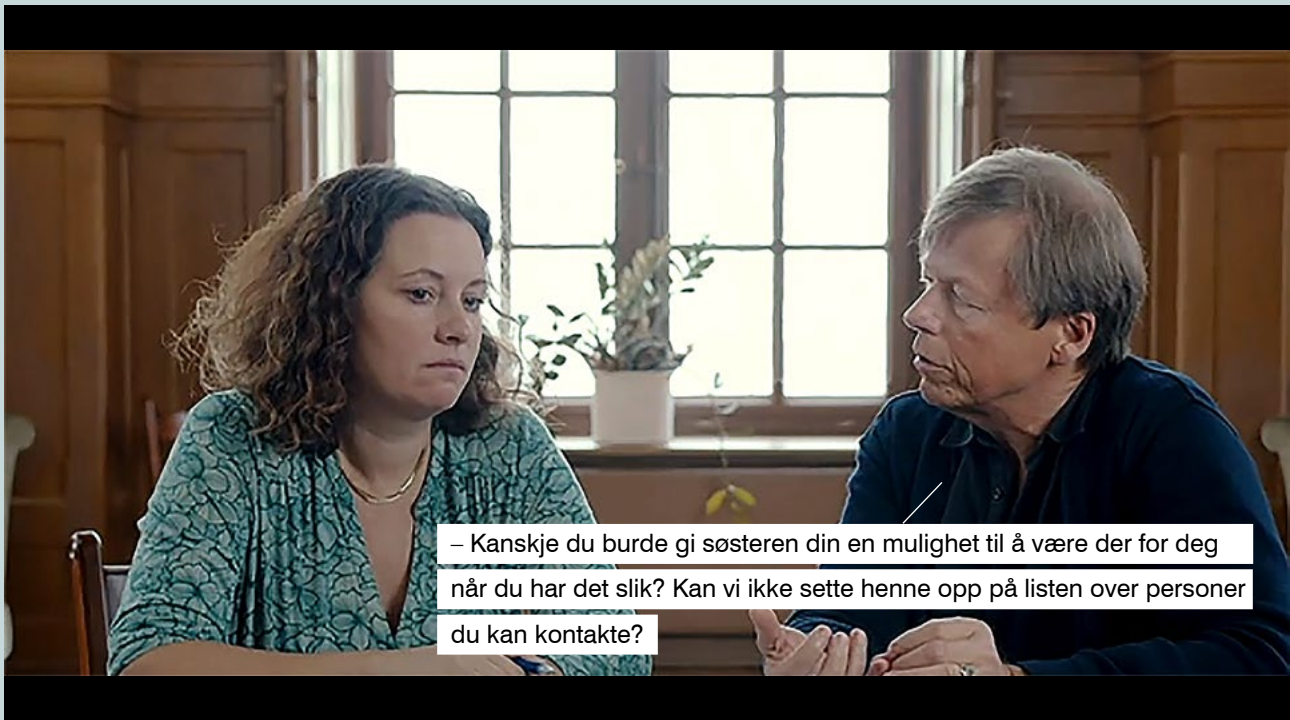 – Kanskje du burde gi søsteren din en mulighet til å være der for deg
når du har det slik? Kan vi ikke sette henne opp på listen over personer
du kan kontakte?